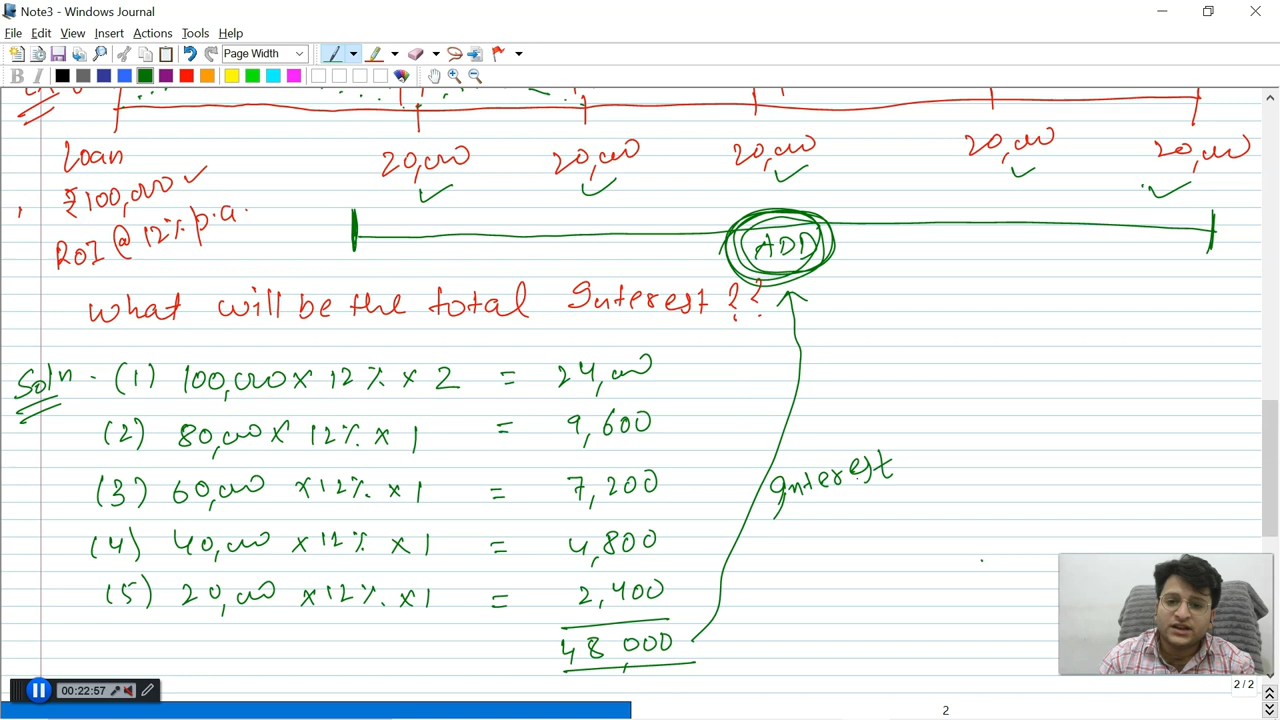 Note3 - Windows Journal
File Edit View Insert Actions Tools Help
Page Width
B I
Loan 20,000 20,000 20,000 20,000 20,000
₹100,000
ROI @ 12% p.a.
ADD
What will be the total Interest??
Soln. (1) 100,000 x 12% x 2 = 24,000
(2) 80,000 x 12% x 1 = 9,600
(3) 60,000 x 12% x 1 = 7,200
Interest
(4) 40,000 x 12% x 1 = 4,800
(5) 20,000 x 12% x 1 = 2,400
48,000
00:22:57
2 / 2
2